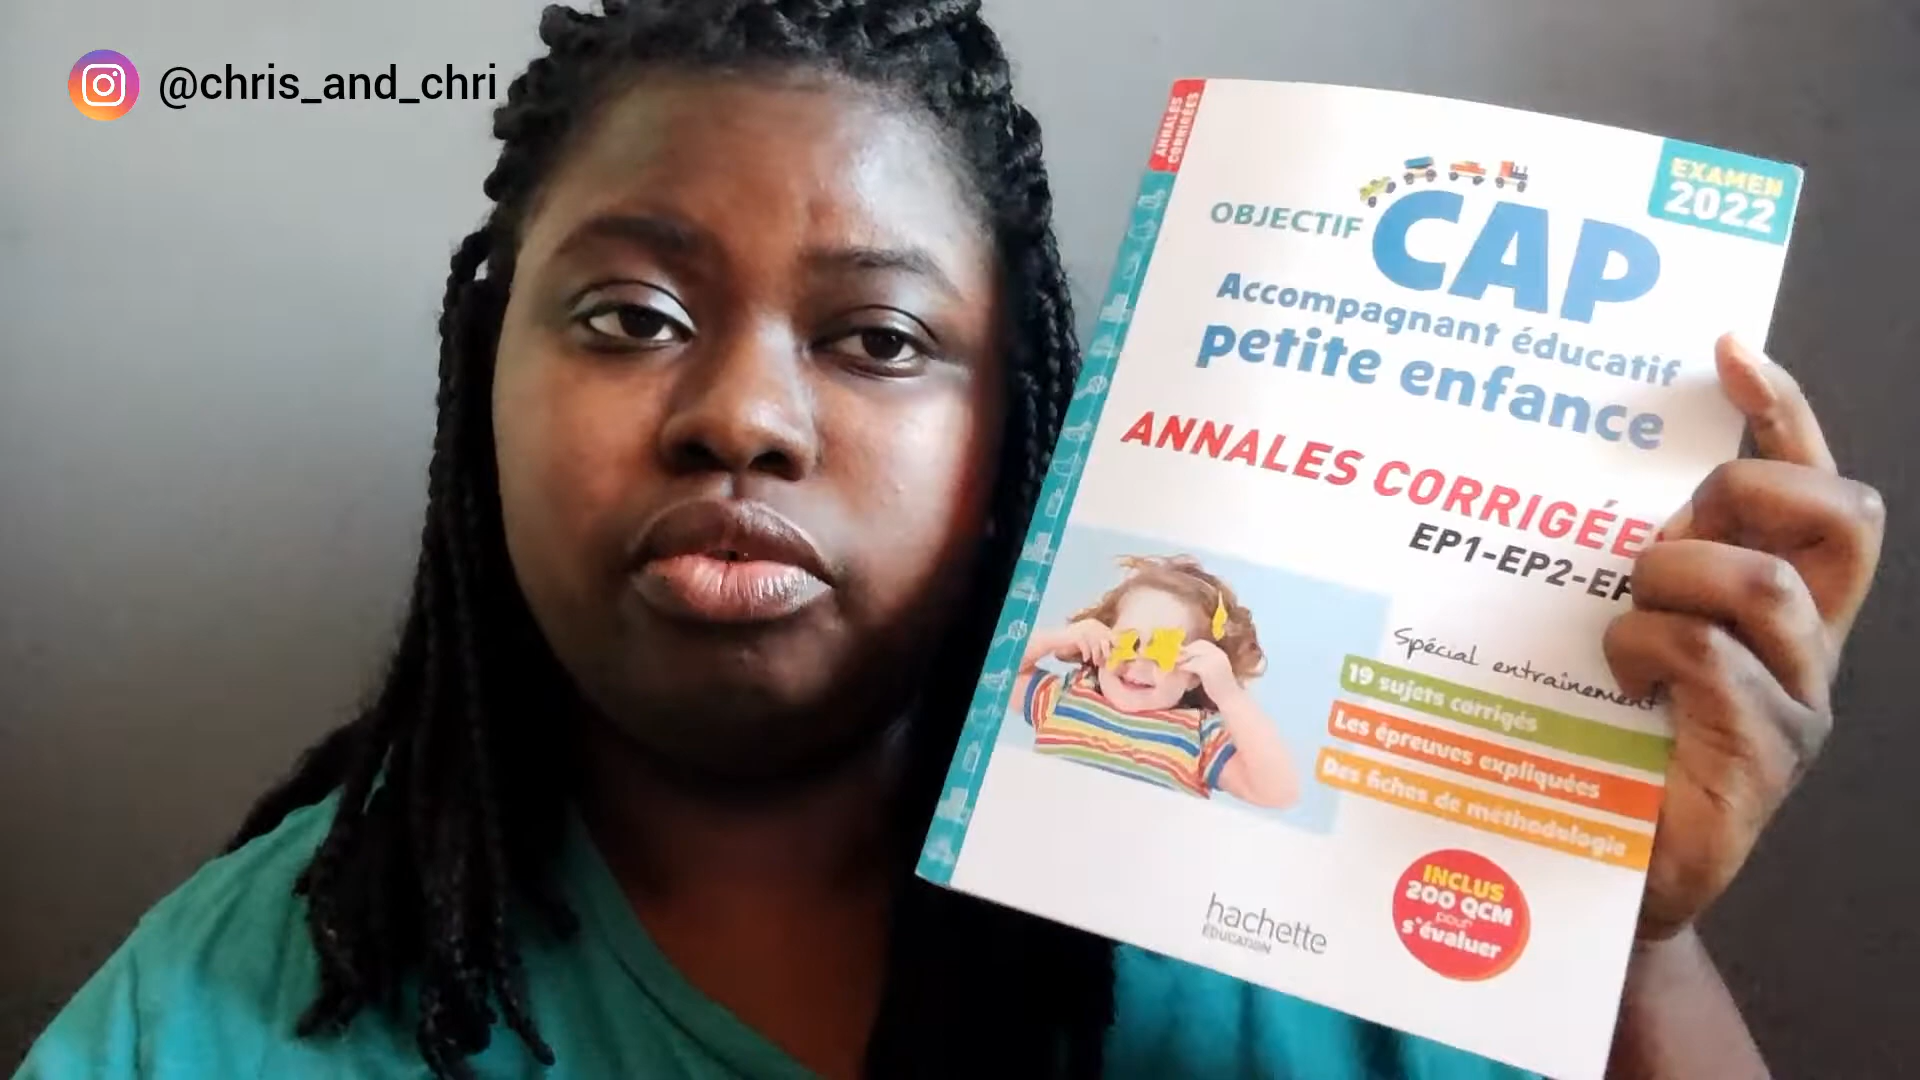 @chris_and_chri
ANNALES
CORRIGÉES
EXAMEN
2022
OBJECTIF CAP
Accompagnant éducatif
petite enfance
ANNALES CORRIGÉE
EP1-EP2-EP
Spécial entraînement
19 sujets corrigés
Les épreuves expliquées
Des fiches de méthodologie
INCLUS
200 QCM
pour
s'évaluer
hachette
ÉDUCATION